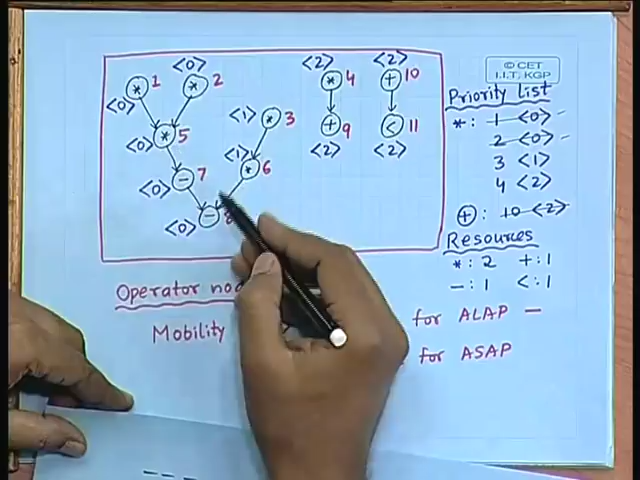 © CET
I.I.T, KGP
<0> <0> <2> <2>
* 1 * 2 * 4 + 10
<0> <1> * 3
* 5 + 9 < 11
<0> <1> <2> <2>
- 7 * 6
<0>
- 8
<0>
Priority List
* : 1 <0>
2 <0>
3 <1>
4 <2>
+ : 10 <2>
Resources
* : 2 + : 1
- : 1 < : 1
Operator
Mobility
for ALAP -
for ASAP